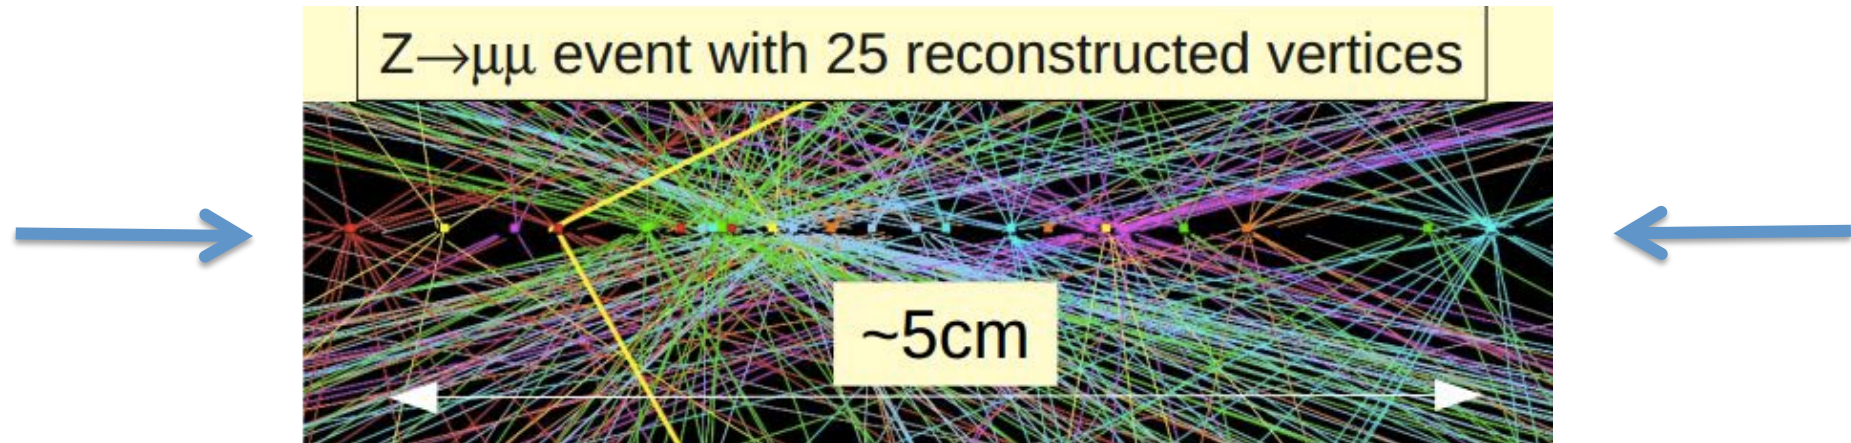 Z→μμ event with 25 reconstructed vertices
~5cm